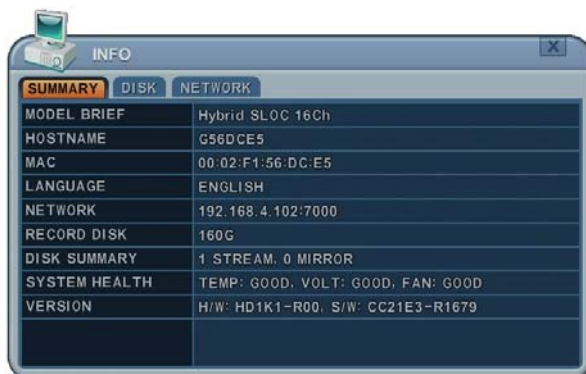 INFO
X
SUMMARY DISK NETWORK
MODEL BRIEF Hybrid SLOC 16Ch
HOSTNAME G56DCE5
MAC 00:02:F1:56:DC:E5
LANGUAGE ENGLISH
NETWORK 192.168.4.102:7000
RECORD DISK 160G
DISK SUMMARY 1 STREAM, 0 MIRROR
SYSTEM HEALTH TEMP: GOOD, VOLT: GOOD, FAN: GOOD
VERSION H/W: HD1K1-R00, S/W: CC21E3-R1679